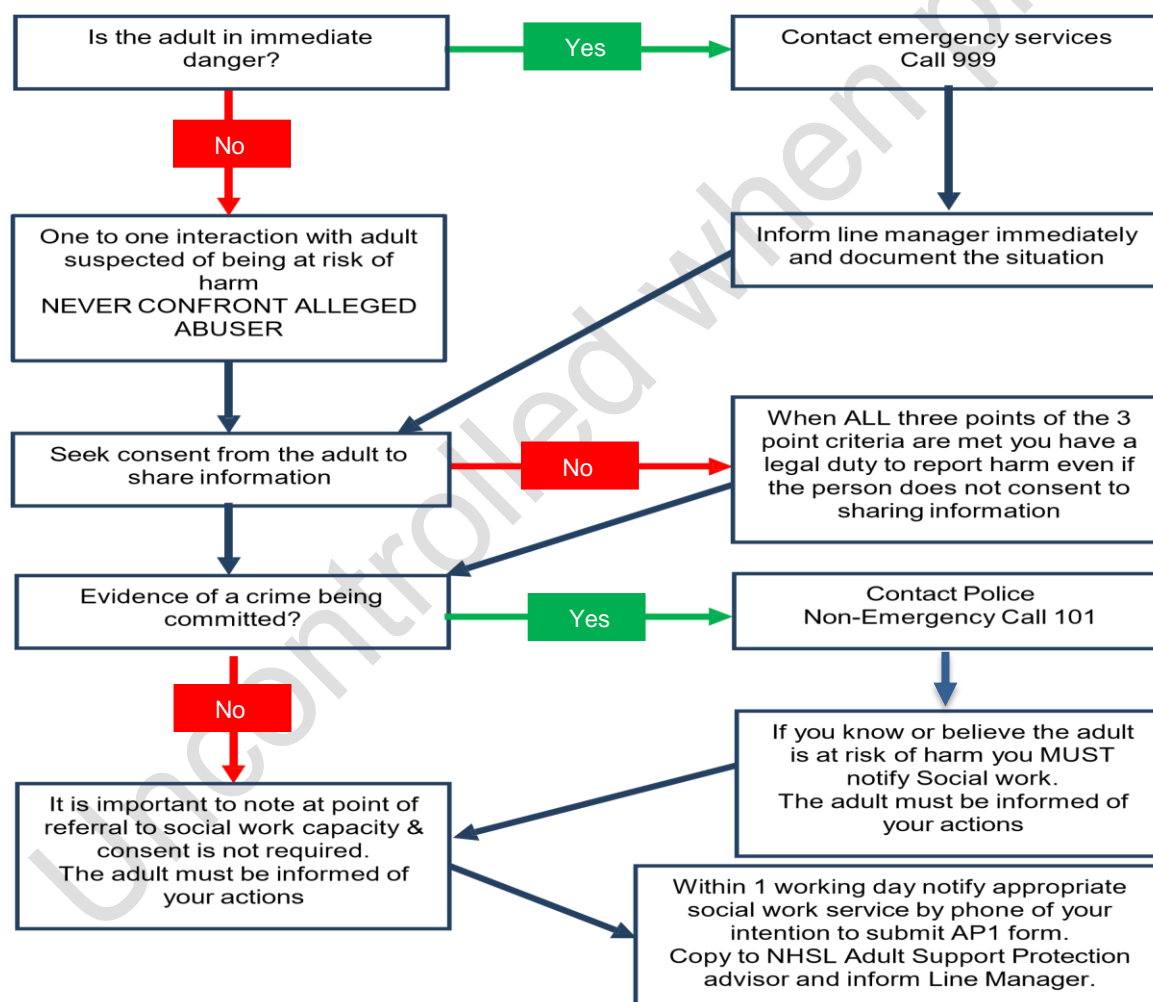 Is the adult in immediate
danger?
Yes
Contact emergency services
Call 999
No
One to one interaction with adult
suspected of being at risk of
harm
NEVER CONFRONT ALLEGED
ABUSER
Inform line manager immediately
and document the situation
Seek consent from the adult to
share information
No
When ALL three points of the 3
point criteria are met you have a
legal duty to report harm even if
the person does not consent to
sharing information
Evidence of a crime being
committed?
Yes
Contact Police
Non-Emergency Call 101
No
If you know or believe the adult
is at risk of harm you MUST
notify Social work.
The adult must be informed of
your actions
It is important to note at point of
referral to social work capacity &
consent is not required.
The adult must be informed of
your actions
Within 1 working day notify appropriate
social work service by phone of your
intention to submit AP1 form.
Copy to NHSL Adult Support Protection
advisor and inform Line Manager.
Uncontrolled when